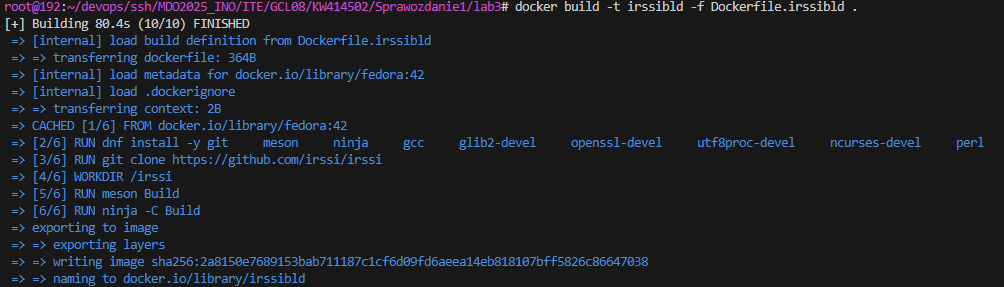 root@192:~/devops/ssh/MDO2025_INO/ITE/GCL08/KW414502/Sprawozdanie1/lab3# docker build -t irssibld -f Dockerfile.irssibld .
[+] Building 80.4s (10/10) FINISHED
=> [internal] load build definition from Dockerfile.irssibld
=> => transferring dockerfile: 364B
=> [internal] load metadata for docker.io/library/fedora:42
=> [internal] load .dockerignore
=> => transferring context: 2B
=> CACHED [1/6] FROM docker.io/library/fedora:42
=> [2/6] RUN dnf install -y git     meson     ninja     gcc     glib2-devel     openssl-devel     utf8proc-devel     ncurses-devel     perl
=> [3/6] RUN git clone https://github.com/irssi/irssi
=> [4/6] WORKDIR /irssi
=> [5/6] RUN meson Build
=> [6/6] RUN ninja -C Build
=> exporting to image
=> => exporting layers
=> => writing image sha256:2a8150e7689153bab711187c1cf6d09fd6aeea14eb818107bff5826c86647038
=> => naming to docker.io/library/irssibld